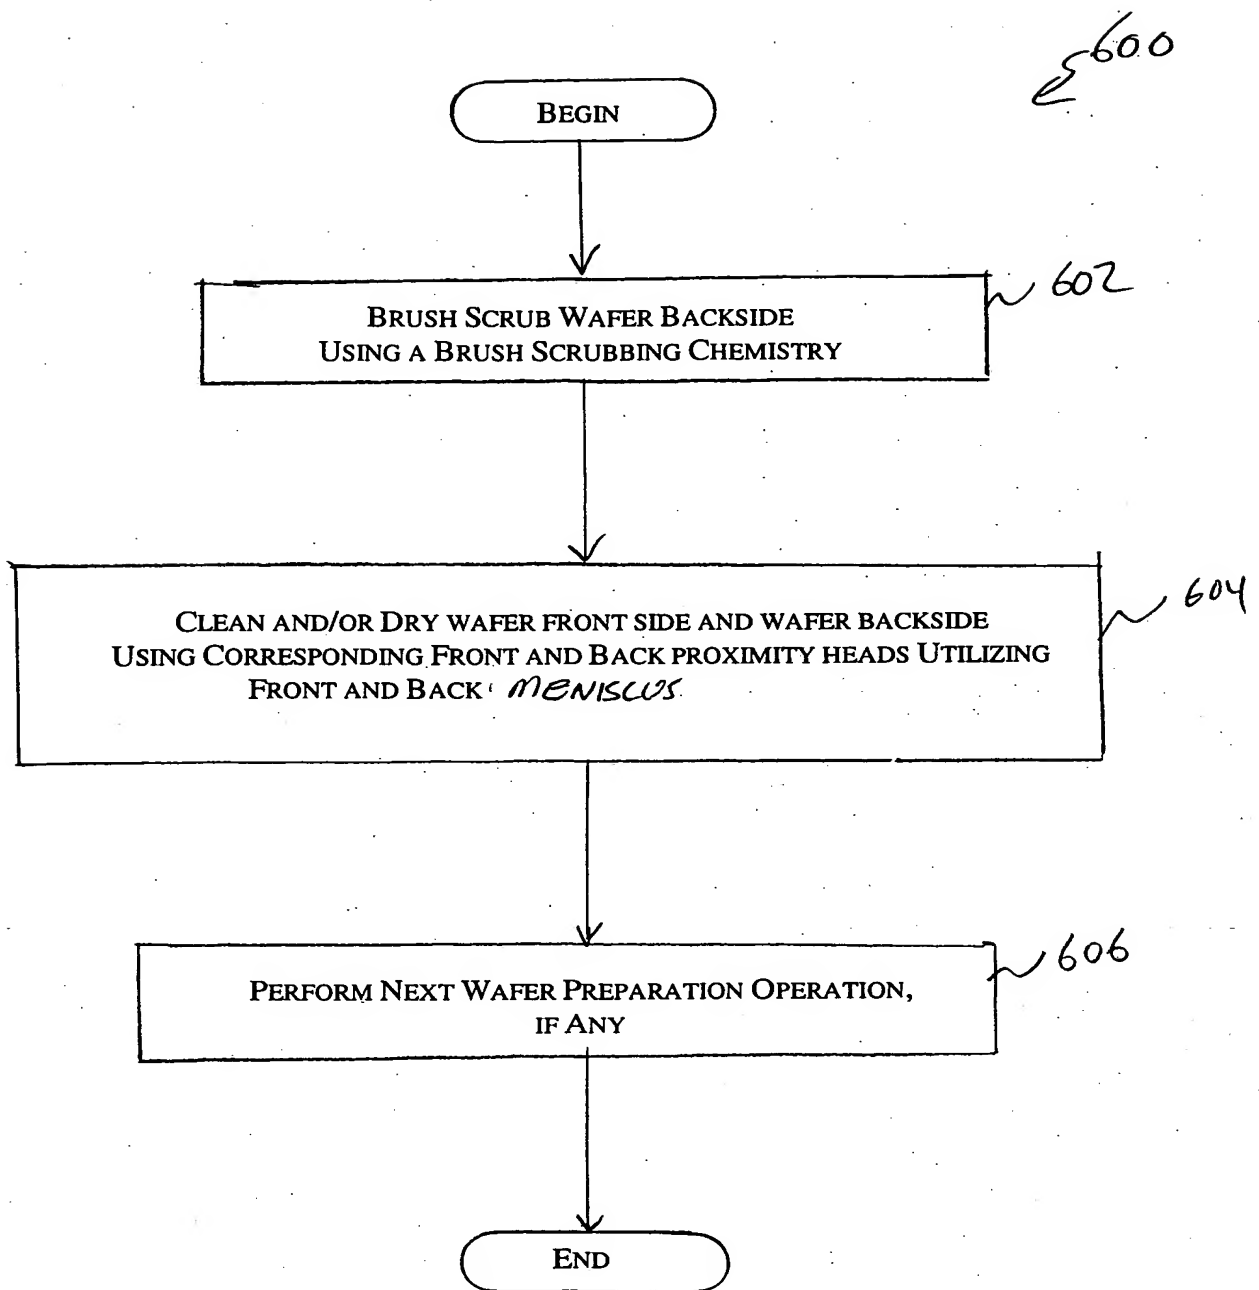 600
BEGIN
602
BRUSH SCRUB WAFER BACKSIDE
USING A BRUSH SCRUBBING CHEMISTRY
604
CLEAN AND/OR DRY WAFER FRONT SIDE AND WAFER BACKSIDE
USING CORRESPONDING FRONT AND BACK PROXIMITY HEADS UTILIZING
FRONT AND BACK MENISCUS
606
PERFORM NEXT WAFER PREPARATION OPERATION,
IF ANY
END